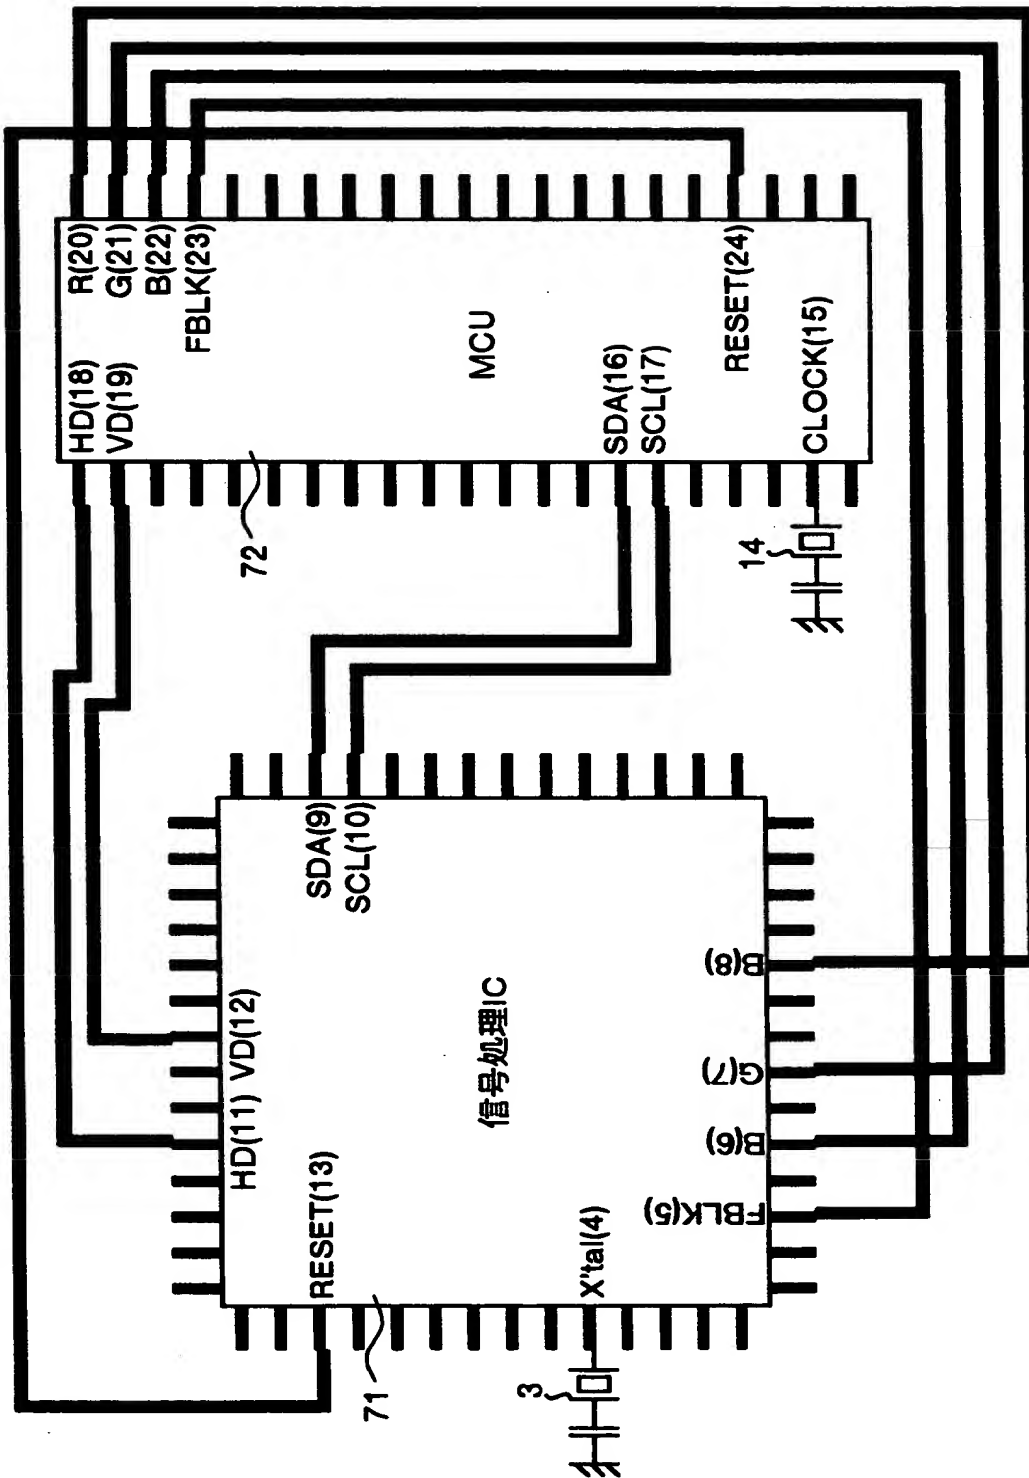 R(20)
G(21)
B(22)
FBLK(23)
HD(18)
VD(19)
MCU
SDA(16)
SCL(17)
RESET(24)
CLOCK(15)
72
14
SDA(9)
SCL(10)
HD(11)
VD(12)
RESET(13)
信号処理IC
X'tal(4)
FBLK(5)
B(6)
G(7)
B(8)
71
3